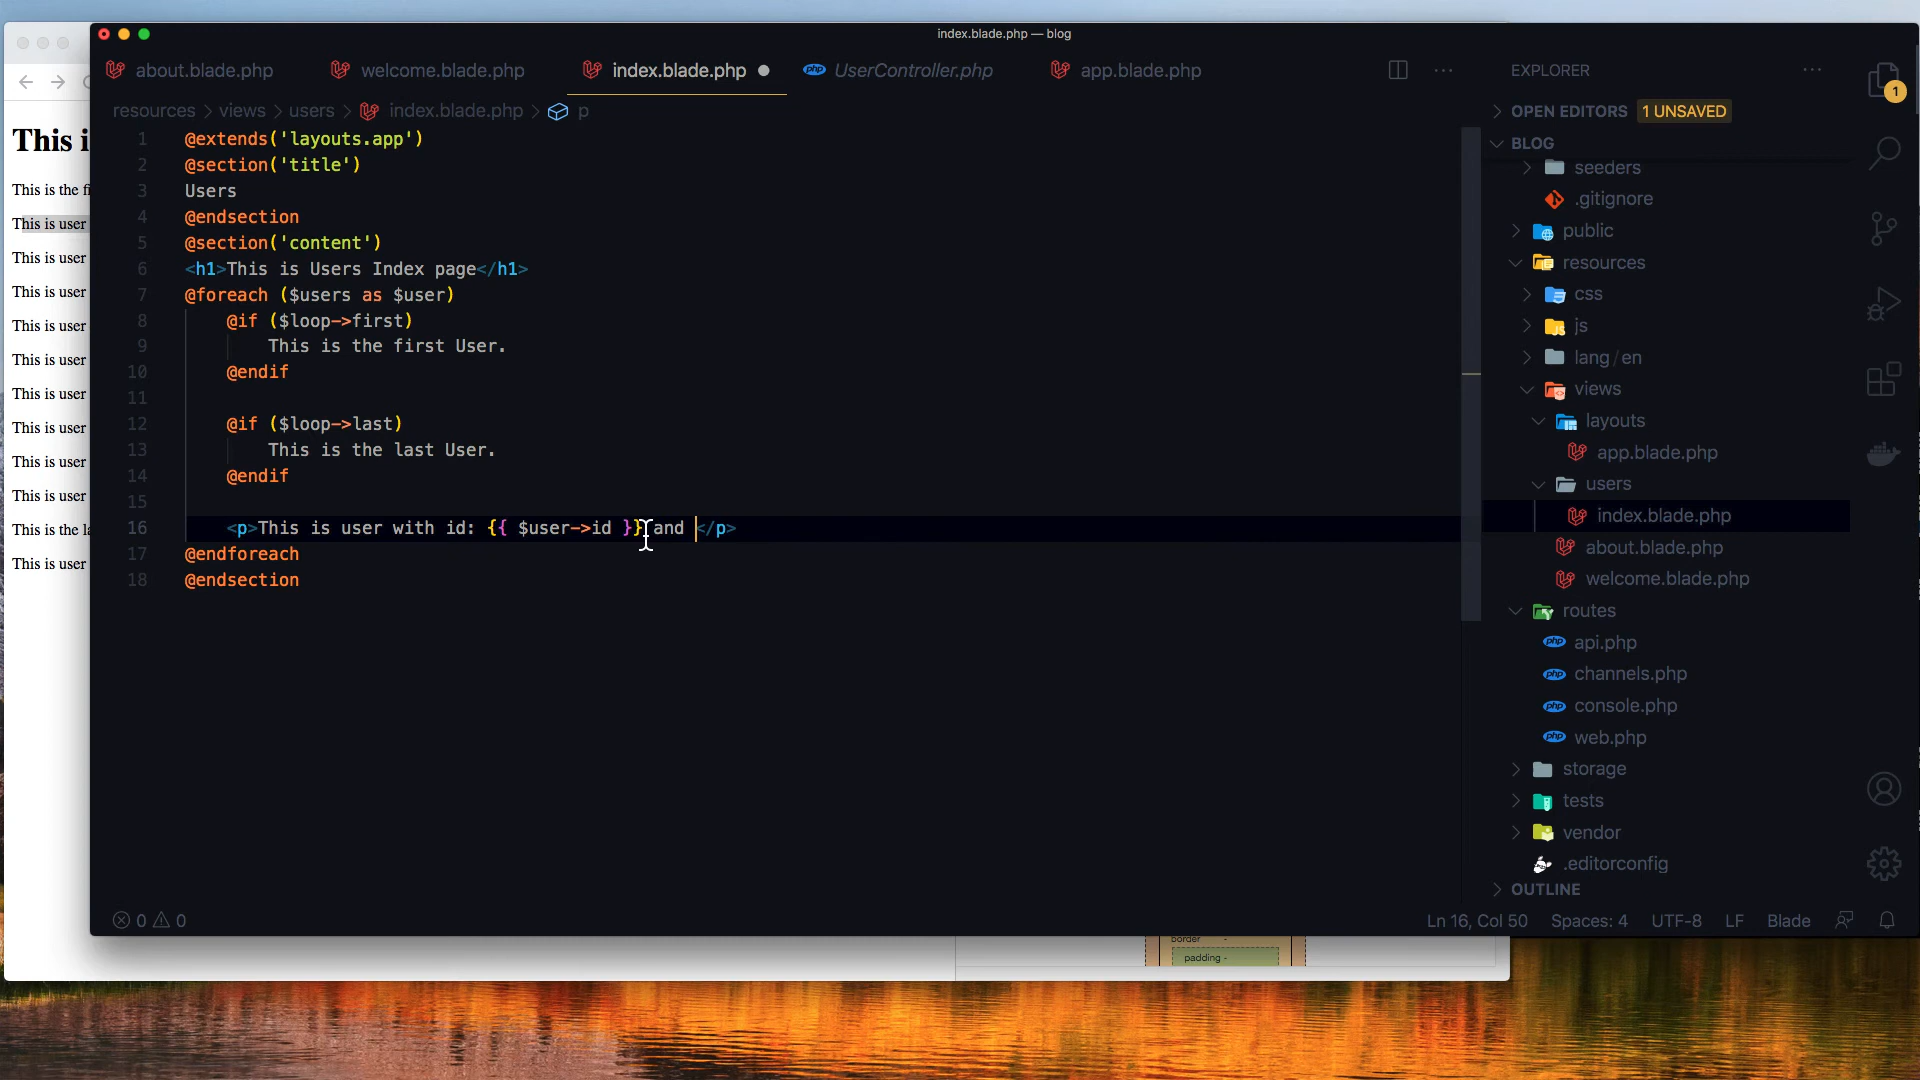 index.blade.php — blog
about.blade.php
welcome.blade.php
index.blade.php
UserController.php
app.blade.php
resources > views > users > index.blade.php > p
1 @extends('layouts.app')
2 @section('title')
3 Users
4 @endsection
5 @section('content')
6 <h1>This is Users Index page</h1>
7 @foreach ($users as $user)
8 @if ($loop->first)
9 This is the first User.
10 @endif
11
12 @if ($loop->last)
13 This is the last User.
14 @endif
15
16 <p>This is user with id: {{ $user->id }} and </p>
17 @endforeach
18 @endsection
0 0
Ln 16, Col 50
Spaces: 4
UTF-8
LF
Blade
EXPLORER
OPEN EDITORS
1 UNSAVED
BLOG
seeders
.gitignore
public
resources
css
js
lang / en
views
layouts
app.blade.php
users
index.blade.php
about.blade.php
welcome.blade.php
routes
api.php
channels.php
console.php
web.php
storage
tests
vendor
.editorconfig
OUTLINE
1
This i
This is the fi
This is user
This is user
This is user
This is user
This is user
This is user
This is user
This is user
This is user
This is the la
This is user
border -
padding -